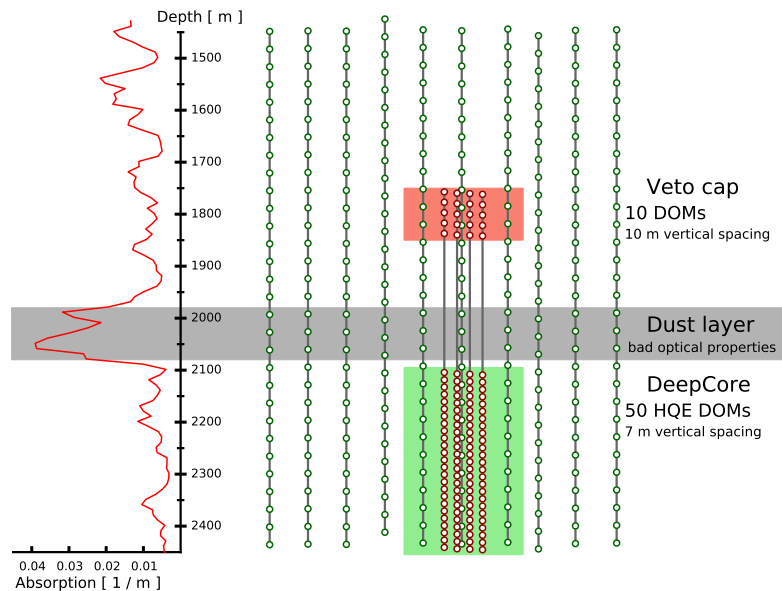 Depth [ m ]
1500
1600
1700
1800
1900
2000
2100
2200
2300
2400
0.04 0.03 0.02 0.01
Absorption [ 1 / m ]
Veto cap
10 DOMs
10 m vertical spacing
Dust layer
bad optical properties
DeepCore
50 HQE DOMs
7 m vertical spacing